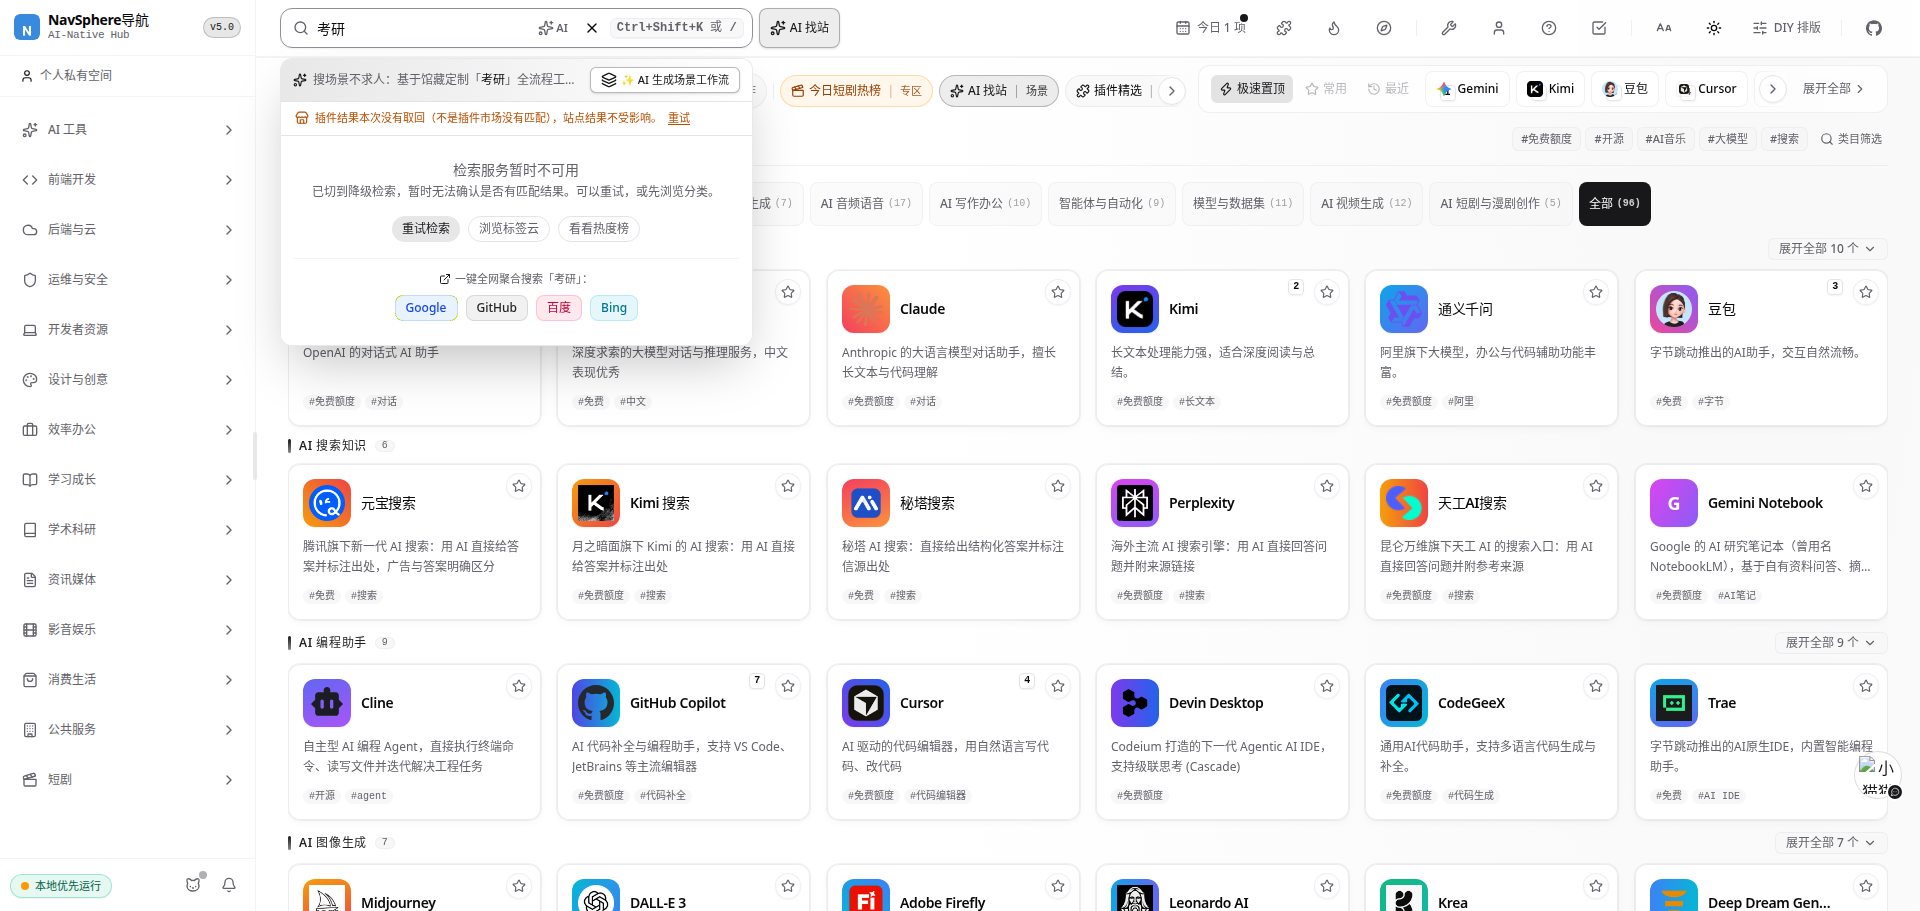 NavSphere导航
AI-Native Hub
v5.0
考研
AI
Ctrl+Shift+K 或 /
AI 找站
今日 1 项
DIY 排版
个人私有空间
AI 工具
前端开发
后端与云
运维与安全
开发者资源
设计与创意
效率办公
学习成长
学术科研
资讯媒体
影音娱乐
消费生活
公共服务
短剧
本地优先运行
搜场景不求人：基于馆藏定制「考研」全流程工...
✨ AI 生成场景工作流
插件结果本次没有取回（不是插件市场没有匹配），站点结果不受影响。 重试
检索服务暂时不可用
已切到降级检索，暂时无法确认是否有匹配结果。可以重试，或先浏览分类。
重试检索
浏览标签云
看看热度榜
一键全网聚合搜索「考研」：
Google
GitHub
百度
Bing
今日短剧热榜 | 专区
AI 找站 | 场景
插件精选
极速置顶
常用
最近
Gemini
Kimi
豆包
Cursor
展开全部
#免费额度
#开源
#AI音乐
#大模型
#搜索
类目筛选
生成 (7)
AI 音频语音 (17)
AI 写作办公 (10)
智能体与自动化 (9)
模型与数据集 (11)
AI 视频生成 (12)
AI 短剧与漫剧创作 (5)
全部 (96)
展开全部 10 个
OpenAI 的对话式 AI 助手
#免费额度 #对话
深度求索的大模型对话与推理服务，中文
表现优秀
#免费 #中文
Claude
Anthropic 的大语言模型对话助手，擅长
长文本与代码理解
#免费额度 #对话
Kimi
2
长文本处理能力强，适合深度阅读与总
结。
#免费额度 #长文本
通义千问
阿里旗下大模型，办公与代码辅助功能丰
富。
#免费额度 #阿里
豆包
3
字节跳动推出的AI助手，交互自然流畅。
#免费 #字节
AI 搜索知识 6
元宝搜索
腾讯旗下新一代 AI 搜索：用 AI 直接给答
案并标注出处，广告与答案明确区分
#免费 #搜索
Kimi 搜索
月之暗面旗下 Kimi 的 AI 搜索：用 AI 直接
给答案并标注出处
#免费额度 #搜索
秘塔搜索
秘塔 AI 搜索：直接给出结构化答案并标注
信源出处
#免费 #搜索
Perplexity
海外主流 AI 搜索引擎：用 AI 直接回答问
题并附来源链接
#免费额度 #搜索
天工AI搜索
昆仑万维旗下天工 AI 的搜索入口：用 AI
直接回答问题并附参考来源
#免费额度 #搜索
G
Gemini Notebook
Google 的 AI 研究笔记本（曾用名
NotebookLM），基于自有资料问答、摘...
#免费额度 #AI笔记
AI 编程助手 9
展开全部 9 个
Cline
自主型 AI 编程 Agent，直接执行终端命
令、读写文件并迭代解决工程任务
#开源 #agent
GitHub Copilot
7
AI 代码补全与编程助手，支持 VS Code、
JetBrains 等主流编辑器
#免费额度 #代码补全
Cursor
4
AI 驱动的代码编辑器，用自然语言写代
码、改代码
#免费额度 #代码编辑器
Devin Desktop
Codeium 打造的下一代 Agentic AI IDE，
支持级联思考 (Cascade)
#免费额度
CodeGeeX
通用AI代码助手，支持多语言代码生成与
补全。
#免费额度 #代码生成
Trae
字节跳动推出的AI原生IDE，内置智能编程
助手。
#免费 #AI IDE
小
AI 图像生成 7
展开全部 7 个
Midjourney
DALL-E 3
Adobe Firefly
Leonardo AI
Krea
Deep Dream Gen...